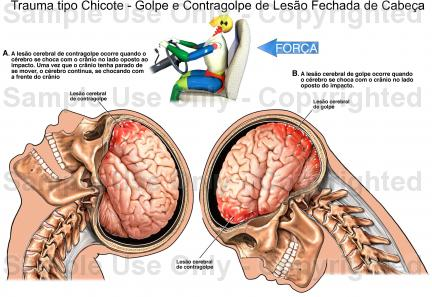 Trauma tipo Chicote - Golpe e Contragolpe de Lesão Fechada de Cabeça
A. A lesão cerebral de contragolpe ocorre quando o
cérebro se choca com o crânio no lado oposto ao
impacto. Uma vez que o crânio tenha parado de
se mover, o cérebro continua, se chocando com
a frente do crânio
FORÇA
B. A lesão cerebral de golpe ocorre quando
o cérebro se choca com o crânio no lado
oposto do impacto.
Lesão cerebral
de contragolpe
Lesão cerebral
de golpe
Lesão cerebral
de golpe
Lesão cerebral
de contragolpe
Sample Use Only - Copyrighted
Sample Use Only - Copyrighted
Sample Use Only - Copyrighted